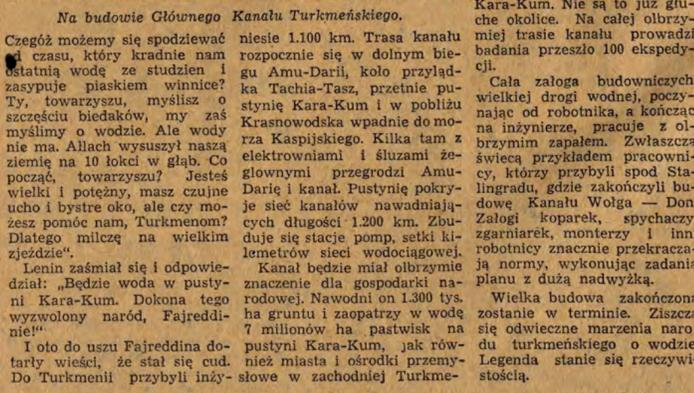 Na budowie Głównego Kanału Turkmeńskiego.
Czegóż możemy się spodziewać
od czasu, który kradnie nam
ostatnią wodę ze studzien i
zasypuje piaskiem winnice?
Ty, towarzyszu, myślisz o
szczęściu biedaków, my zaś
myślimy o wodzie. Ale wody
nie ma. Allach wysuszył naszą
ziemię na 10 łokci w głąb. Co
począć, towarzyszu? Jesteś
wielki i potężny, masz czujne
ucho i bystre oko, ale czy mo-
żesz pomóc nam, Turkmenom?
Dlatego milczę na wielkim
zjeździe".
Lenin zaśmiał się i odpowie-
dział: „Będzie woda w pusty-
ni Kara-Kum. Dokona tego
wyzwolony naród, Fajreddi-
nie!"
I oto do uszu Fajreddina do-
tarły wieści, że stał się cud.
Do Turkmenii przybyli inży-
niesie 1.100 km. Trasa kanału
rozpocznie się w dolnym bie-
gu Amu-Darii, koło przyląd-
ka Tachia-Tasz, przetnie pu-
stynię Kara-Kum i w pobliżu
Krasnowodska wpadnie do mo-
rza Kaspijskiego. Kilka tam z
elektrowniami i śluzami że-
glownymi przegrodzi Amu-
Darię i kanał. Pustynię pokry-
je sieć kanałów nawadniają-
cych długości 1.200 km. Zbu-
duje się stacje pomp, setki ki-
lometrów sieci wodociągowej.
Kanał będzie miał olbrzymie
znaczenie dla gospodarki na-
rodowej. Nawodni on 1.300 tys.
ha gruntu i zaopatrzy w wodę
7 milionów ha pastwisk na
pustyni Kara-Kum, jak rów-
nież miasta i ośrodki przemy-
słowe w zachodniej Turkme-
Kara-Kum. Nie są to już głu-
che okolice. Na całej olbrzy-
miej trasie kanału prowadzi
badania przeszło 100 ekspedy-
cji.
Cała załoga budowniczych
wielkiej drogi wodnej, poczy-
nając od robotnika, a kończąc
na inżynierze, pracuje z ol-
brzymim zapałem. Zwłaszcza
świecą przykładem pracowni-
cy, którzy przybyli spod Sta-
lingradu, gdzie zakończyli bu-
dowę Kanału Wołga — Don
Załogi koparek, spychaczy
zgarniarek, monterzy i inn
robotnicy znacznie przekracza-
ją normy, wykonując zadania
planu z dużą nadwyżką.
Wielka budowa zakończon
zostanie w terminie. Ziszcz
się odwieczne marzenia naro
du turkmeńskiego o wodzie
Legenda stanie się rzeczywi-
stością.